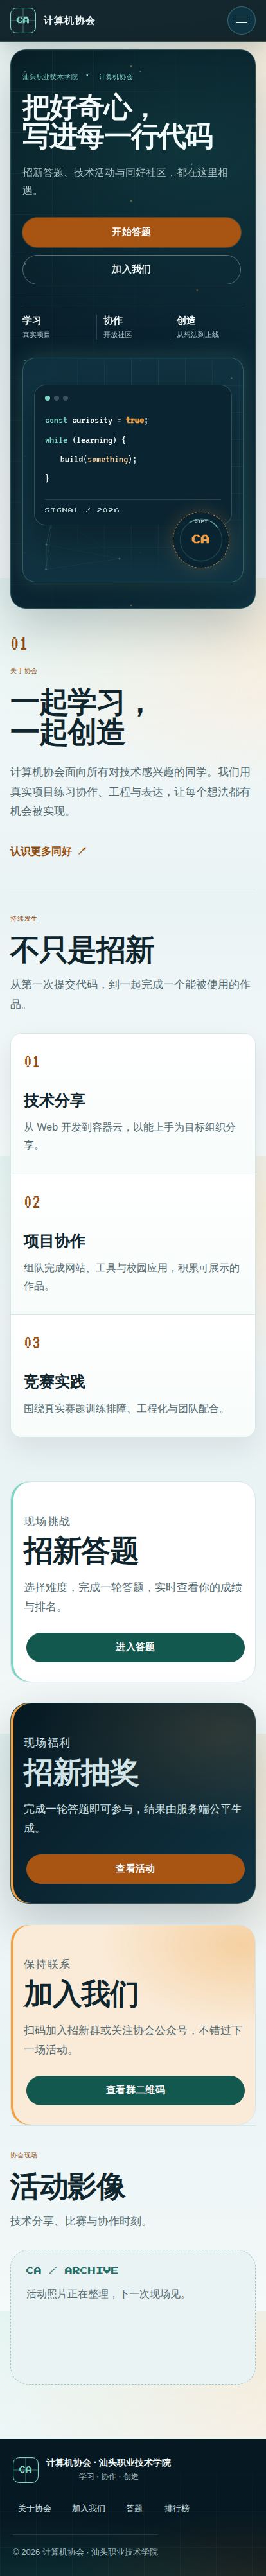 CA 计算机协会
汕头职业技术学院 • 计算机协会
把好奇心，
写进每一行代码
招新答题、技术活动与同好社区，都在这里相
遇。
开始答题
加入我们
学习 协作 创造
真实项目 开放社区 从想法到上线
const curiosity = true;
while (learning) {
build(something);
}
SIGNAL / 2026
CA
01
关于协会
一起学习，
一起创造
计算机协会面向所有对技术感兴趣的同学。我们用
真实项目练习协作、工程与表达，让每个想法都有
机会被实现。
认识更多同好 ↗
持续发生
不只是招新
从第一次提交代码，到一起完成一个能被使用的作
品。
01
技术分享
从 Web 开发到容器云，以能上手为目标组织分
享。
02
项目协作
组队完成网站、工具与校园应用，积累可展示的
作品。
03
竞赛实践
围绕真实赛题训练排障、工程化与团队配合。
现场挑战
招新答题
选择难度，完成一轮答题，实时查看你的成绩
与排名。
进入答题
现场福利
招新抽奖
完成一轮答题即可参与，结果由服务端公平生
成。
查看活动
保持联系
加入我们
扫码加入招新群或关注协会公众号，不错过下
一场活动。
查看群二维码
协会现场
活动影像
技术分享、比赛与协作时刻。
CA / ARCHIVE
活动照片正在整理，下一次现场见。
CA 计算机协会 · 汕头职业技术学院
学习 · 协作 · 创造
关于协会 加入我们 答题 排行榜
© 2026 计算机协会 · 汕头职业技术学院